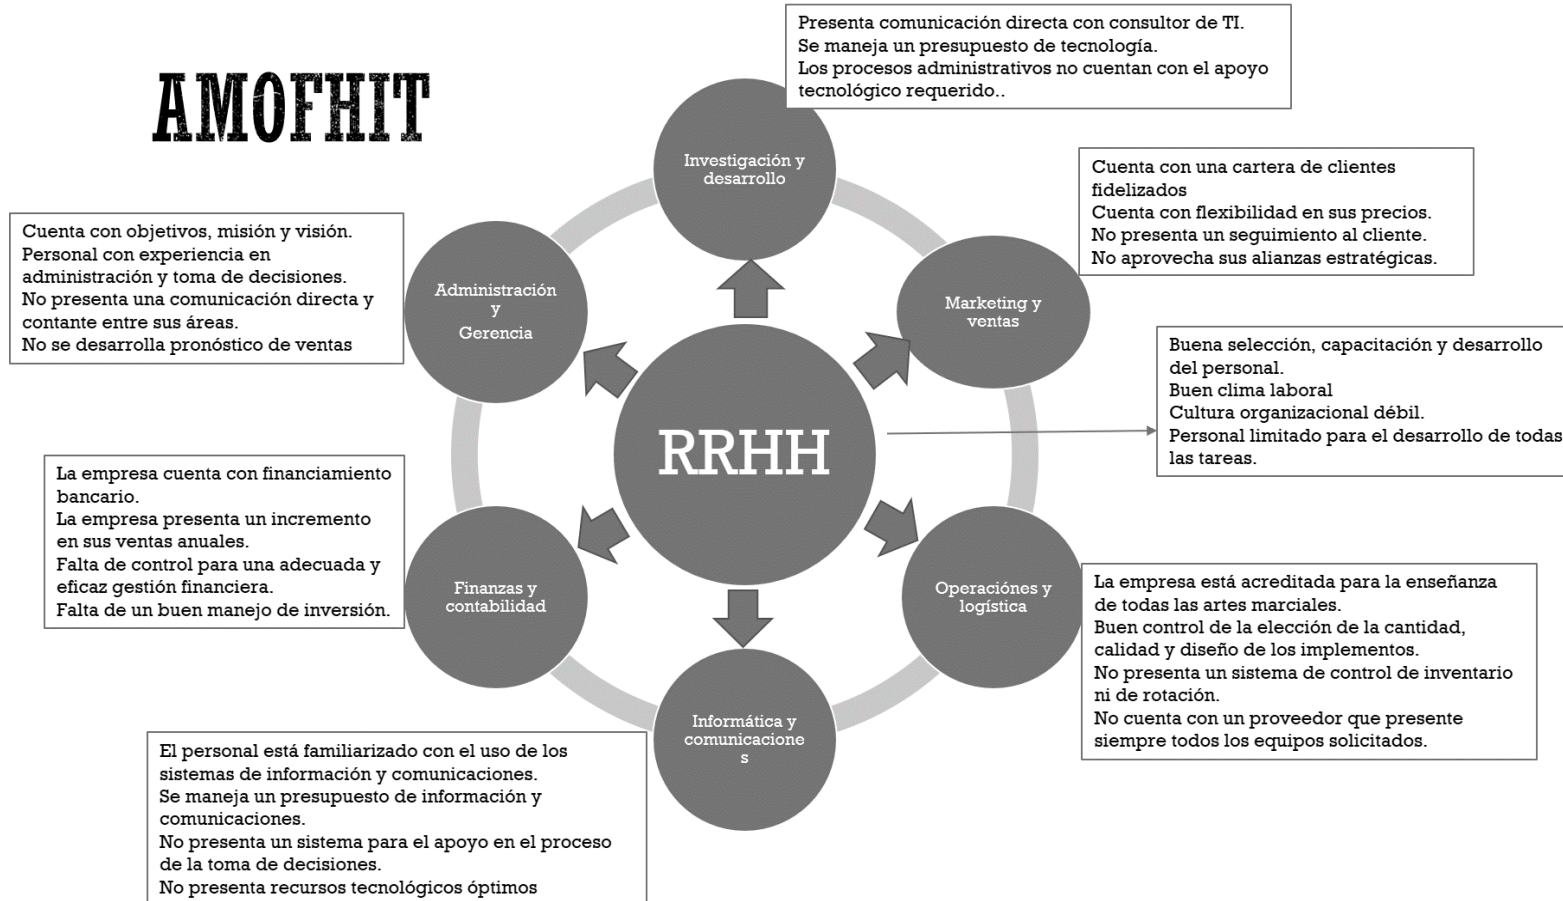 AMOFHIT
Presenta comunicación directa con consultor de TI.
Se maneja un presupuesto de tecnología.
Los procesos administrativos no cuentan con el apoyo
tecnológico requerido..
Investigación y
desarrollo
Cuenta con una cartera de clientes
fidelizados
Cuenta con flexibilidad en sus precios.
No presenta un seguimiento al cliente.
No aprovecha sus alianzas estratégicas.
Marketing y
ventas
Cuenta con objetivos, misión y visión.
Personal con experiencia en
administración y toma de decisiones.
No presenta una comunicación directa y
contante entre sus áreas.
No se desarrolla pronóstico de ventas
Administración
y
Gerencia
RRHH
Buena selección, capacitación y desarrollo
del personal.
Buen clima laboral
Cultura organizacional débil.
Personal limitado para el desarrollo de todas
las tareas.
La empresa cuenta con financiamiento
bancario.
La empresa presenta un incremento
en sus ventas anuales.
Falta de control para una adecuada y
eficaz gestión financiera.
Falta de un buen manejo de inversión.
Finanzas y
contabilidad
Operaciónes y
logística
La empresa está acreditada para la enseñanza
de todas las artes marciales.
Buen control de la elección de la cantidad,
calidad y diseño de los implementos.
No presenta un sistema de control de inventario
ni de rotación.
No cuenta con un proveedor que presente
siempre todos los equipos solicitados.
Informática y
comunicacione
s
El personal está familiarizado con el uso de los
sistemas de información y comunicaciones.
Se maneja un presupuesto de información y
comunicaciones.
No presenta un sistema para el apoyo en el proceso
de la toma de decisiones.
No presenta recursos tecnológicos óptimos